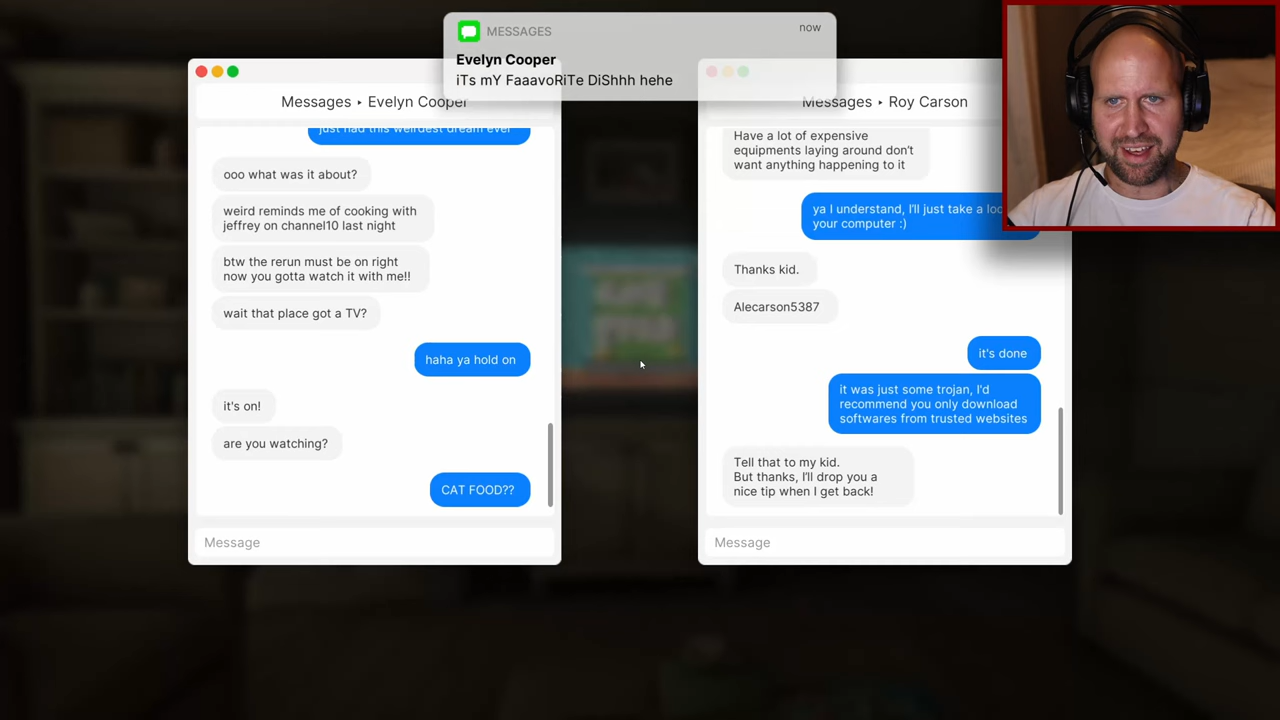 MESSAGES
now
Evelyn Cooper
iTs mY FaaavoRiTe DiShhh hehe
Messages ▸ Evelyn Cooper
just had this weirdest dream ever
ooo what was it about?
weird reminds me of cooking with
jeffrey on channel10 last night
btw the rerun must be on right
now you gotta watch it with me!!
wait that place got a TV?
haha ya hold on
it's on!
are you watching?
CAT FOOD??
Message
Messages ▸ Roy Carson
Have a lot of expensive
equipments laying around don't
want anything happening to it
ya I understand, I'll just take a
your computer :)
Thanks kid.
Alecarson5387
it's done
it was just some trojan, I'd
recommend you only download
softwares from trusted websites
Tell that to my kid.
But thanks, I'll drop you a
nice tip when I get back!
Message